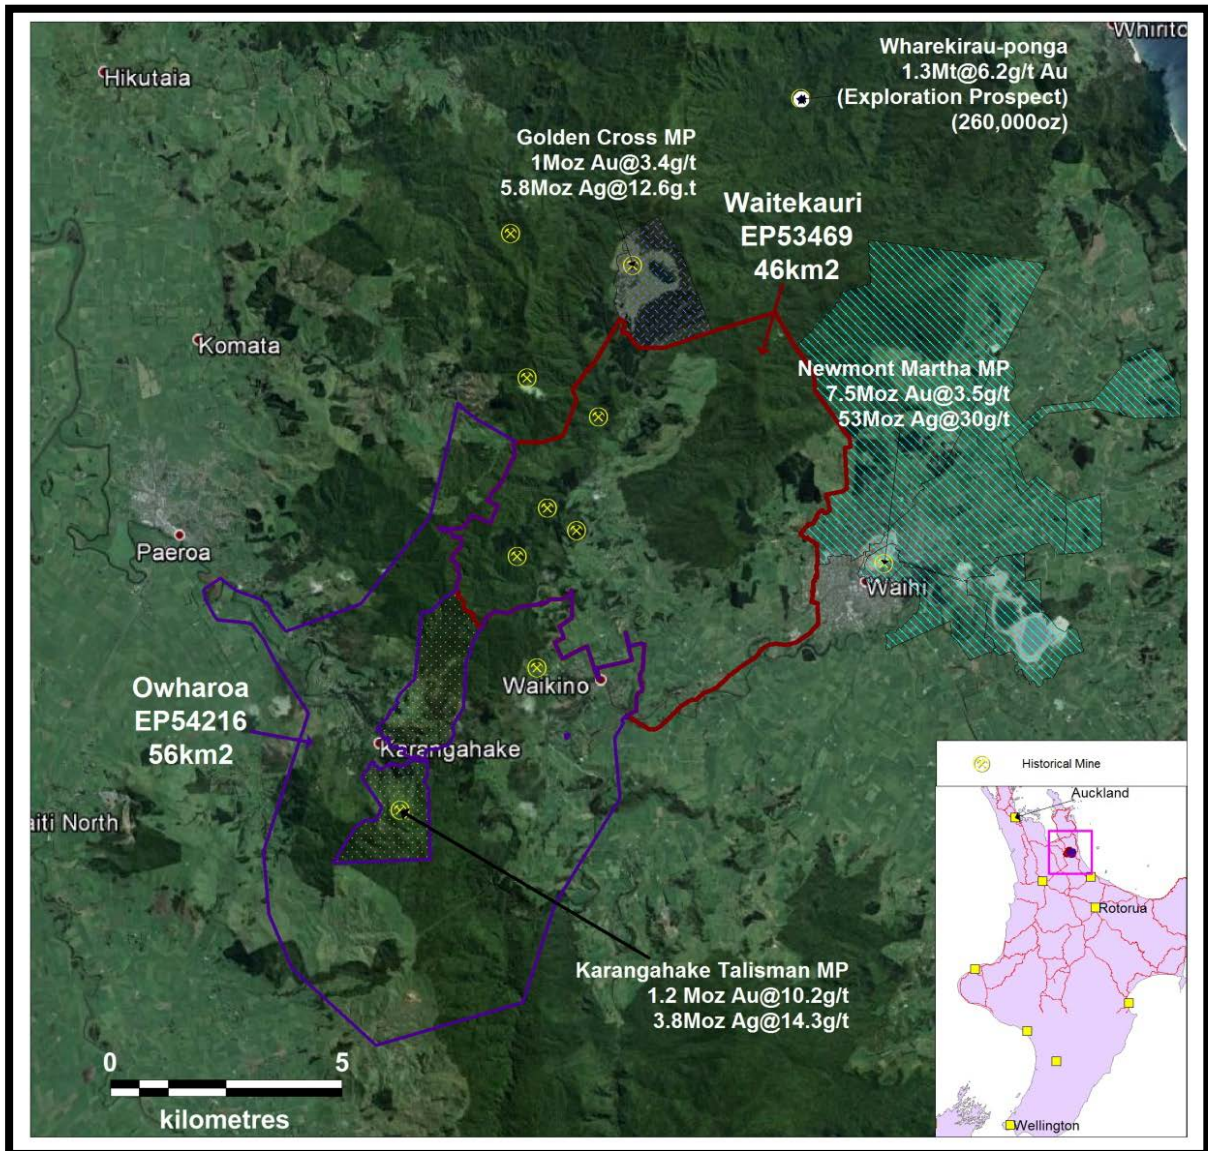 Whirito
Hikutaia
Wharekirau-ponga
1.3Mt@6.2g/t Au
(Exploration Prospect)
(260,000oz)
Golden Cross MP
1Moz Au@3.4g/t
5.8Moz Ag@12.6g.t
Waitekauri
EP53469
46km2
Komata
Newmont Martha MP
7.5Moz Au@3.5g/t
53Moz Ag@30g/t
Paeroa
Waihi
Waikino
Owharoa
EP54216
56km2
Karangahake
aiti North
Karangahake Talisman MP
1.2 Moz Au@10.2g/t
3.8Moz Ag@14.3g/t
0 5
kilometres
Historical Mine
Auckland
Rotorua
Wellington